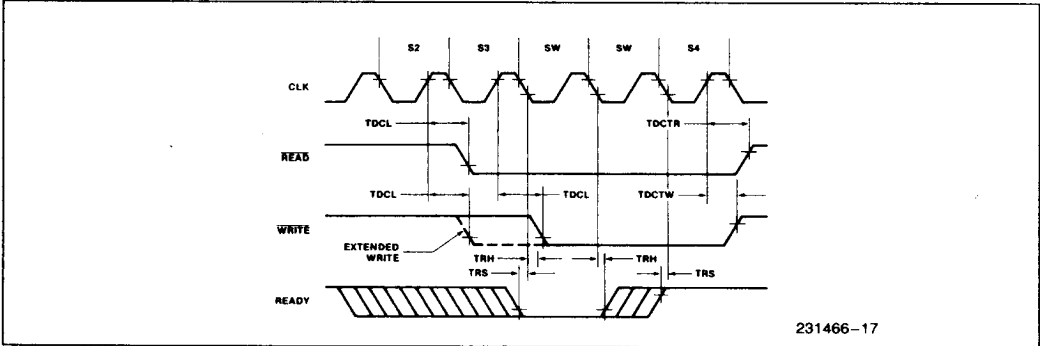 S2 S3 SW SW S4
CLK
TDCL TDCTR
READ
TDCL TDCL TDCTW
WRITE
EXTENDED
WRITE
TRH TRH
TRS TRS
READY
231466–17